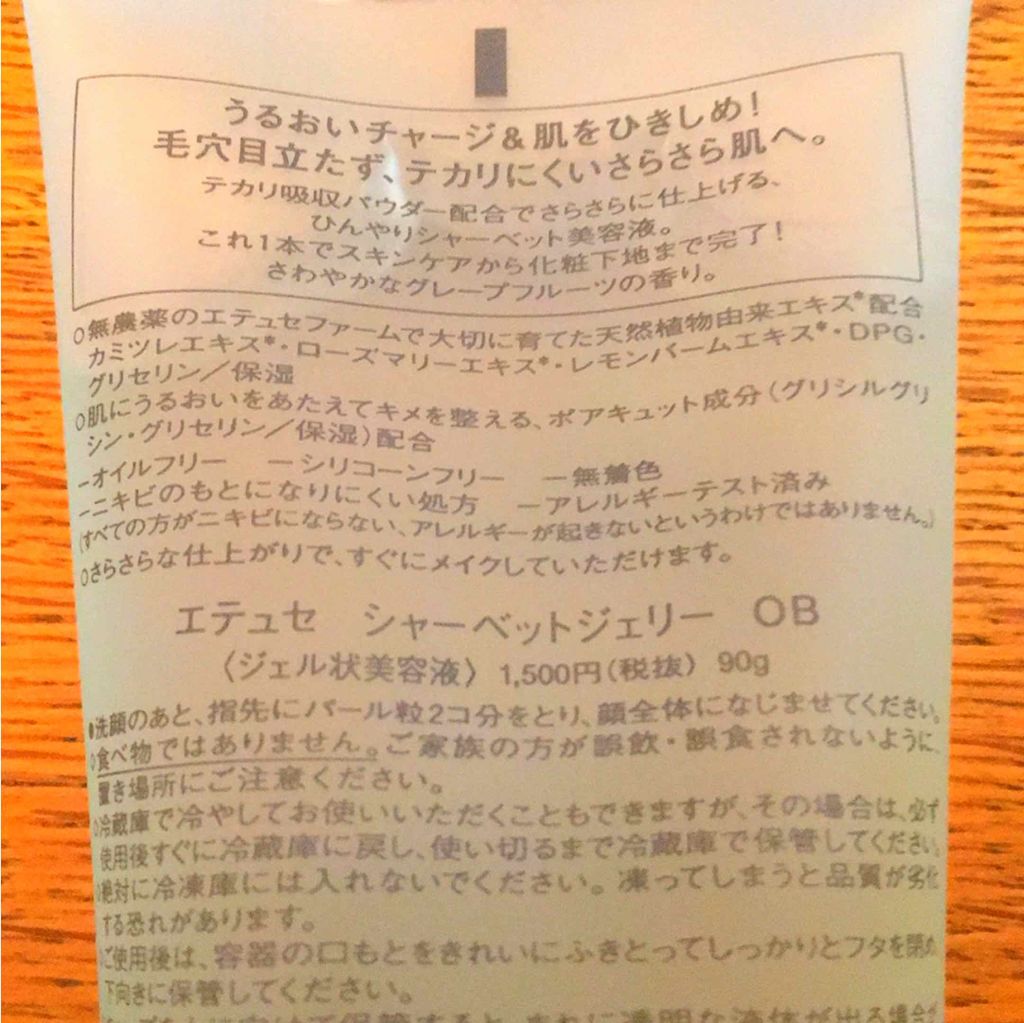 うるおいチャージ&肌をひきしめ!
毛穴目立たず、テカリにくいさらさら肌へ。
テカリ吸収パウダー配合でさらさらに仕上げる、
ひんやりシャーベット美容液。
これ1本でスキンケアから化粧下地まで完了!
さわやかなグレープフルーツの香り。
○無農薬のエテュセファームで大切に育てた天然植物由来エキス*配合
カミツレエキス*・ローズマリーエキス*・レモンバームエキス*・DPG・
グリセリン/保湿
○肌にうるおいをあたえてキメを整える、ポアキュット成分(グリシルグリ
シン・グリセリン/保湿)配合
−オイルフリー −シリコーンフリー −無着色
−ニキビのもとになりにくい処方 −アレルギーテスト済み
(すべての方がニキビにならない、アレルギーが起きないというわけではありません。)
○さらさらな仕上がりで、すぐにメイクしていただけます。
エテュセ シャーベットジェリー OB
〈ジェル状美容液〉 1,500円(税抜) 90g
●洗顔のあと、指先にパール粒2コ分をとり、顔全体になじませてください。
○食べ物ではありません。ご家族の方が誤飲・誤食されないように、
置き場所にご注意ください。
○冷蔵庫で冷やしてお使いいただくこともできますが、その場合は、必ず
使用後すぐに冷蔵庫に戻し、使い切るまで冷蔵庫で保管してください。
○絶対に冷凍庫には入れないでください。凍ってしまうと品質が劣化
する恐れがあります。
○ご使用後は、容器の口もとをきれいにふきとってしっかりとフタを閉め、
下向きに保管してください。
保管すると、まれに透明な液体が出る場合が